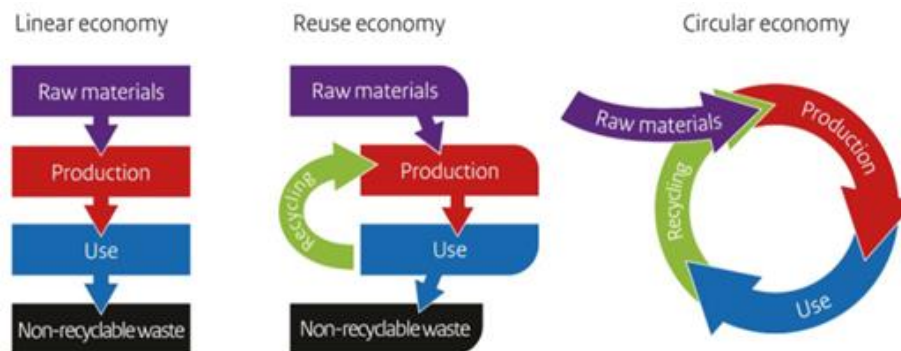 Linear economy
Raw materials
Production
Use
Non-recyclable waste
Reuse economy
Raw materials
Production
Recycling
Use
Non-recyclable waste
Circular economy
Raw materials
Production
Use
Recycling